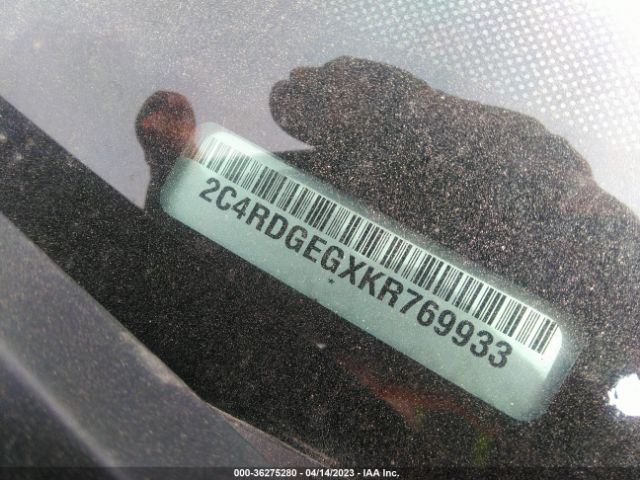 2C4RDGEGXKR769933
000-36275280 - 04/14/2023 - IAA Inc.